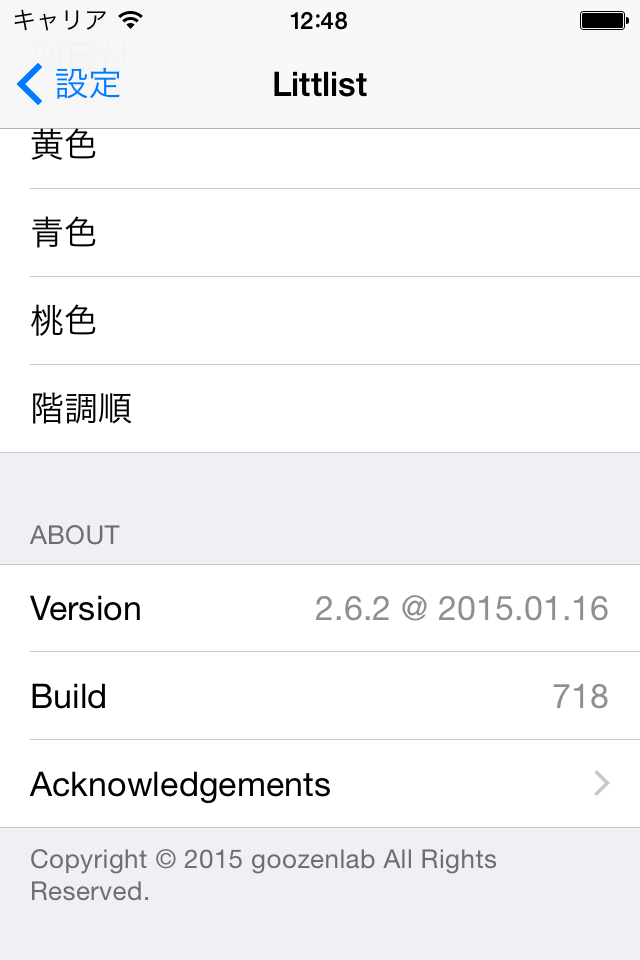 キャリア 12:48
設定 Littlist
黄色
青色
桃色
階調順
ABOUT
Version 2.6.2 @ 2015.01.16
Build 718
Acknowledgements
Copyright © 2015 goozenlab All Rights
Reserved.